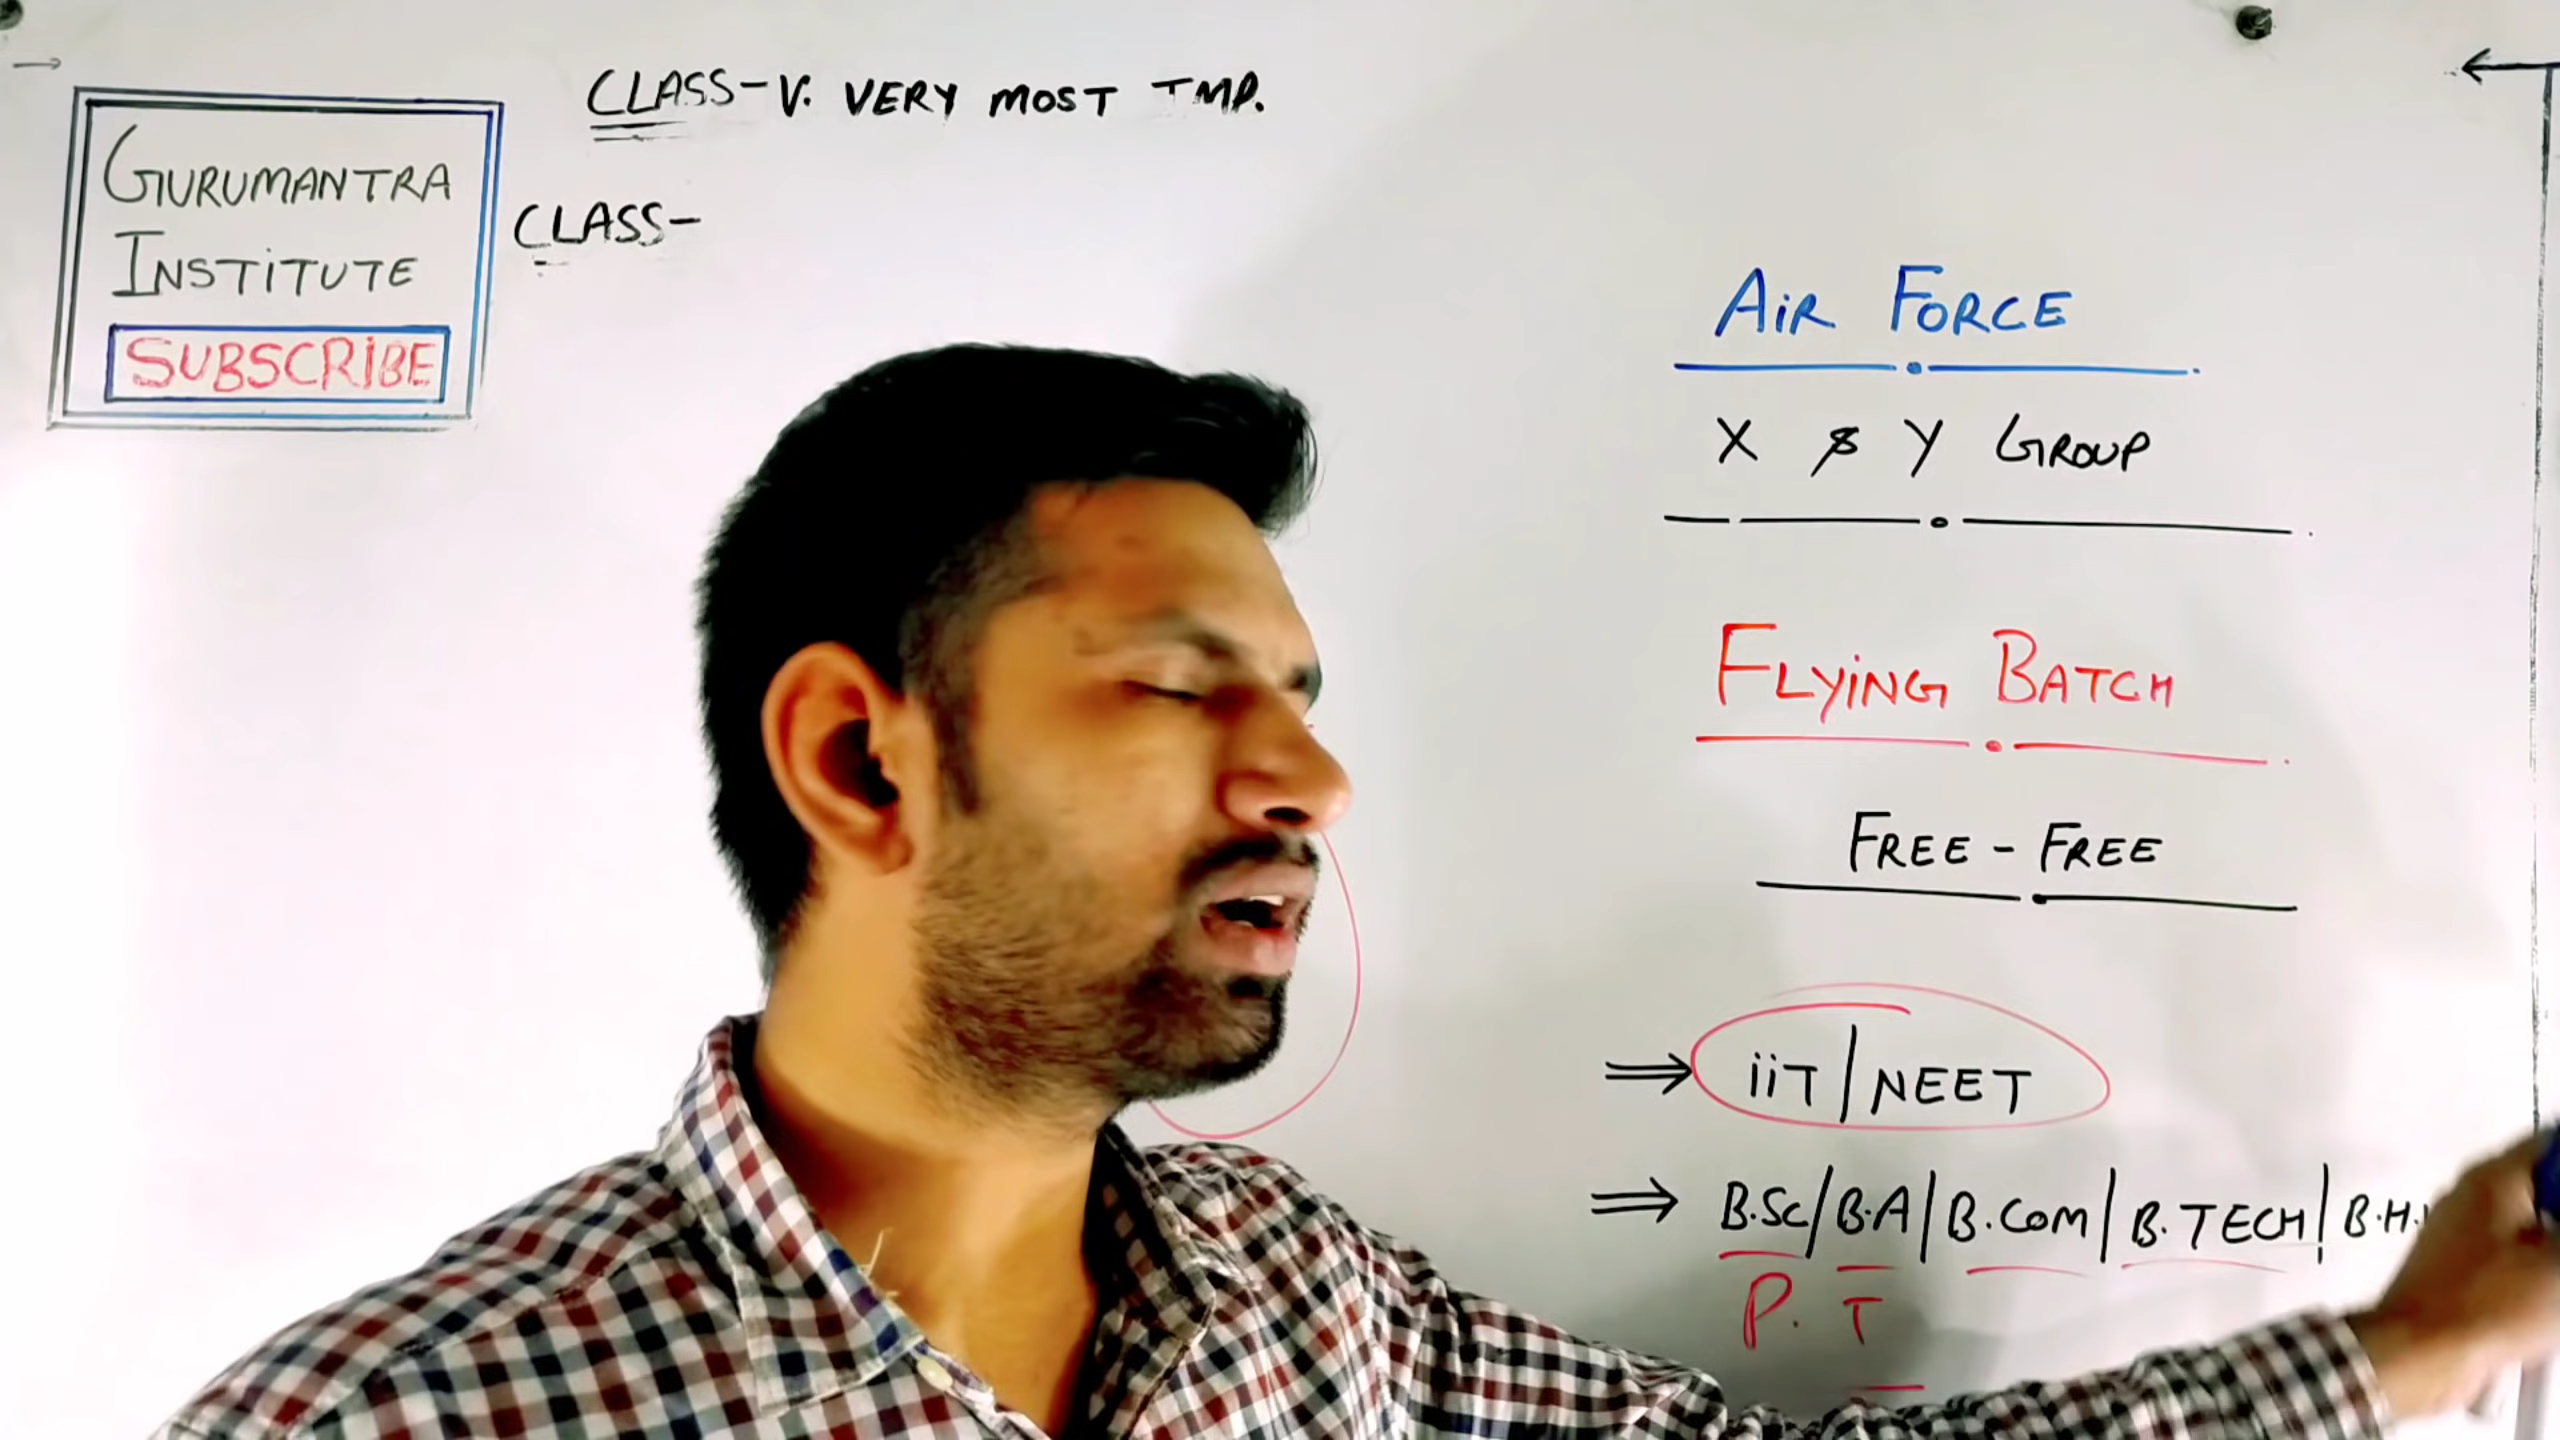 CLASS-V. VERY MOST IMP.
GURUMANTRA
INSTITUTE
SUBSCRIBE
CLASS-
AiR FORCE
X & Y GROUP
FLYiNG BATCH
FREE - FREE
⇒ iiT/NEET
⇒ B.Sc/B.A/B.Com/B.TECH/B.H.
P. T